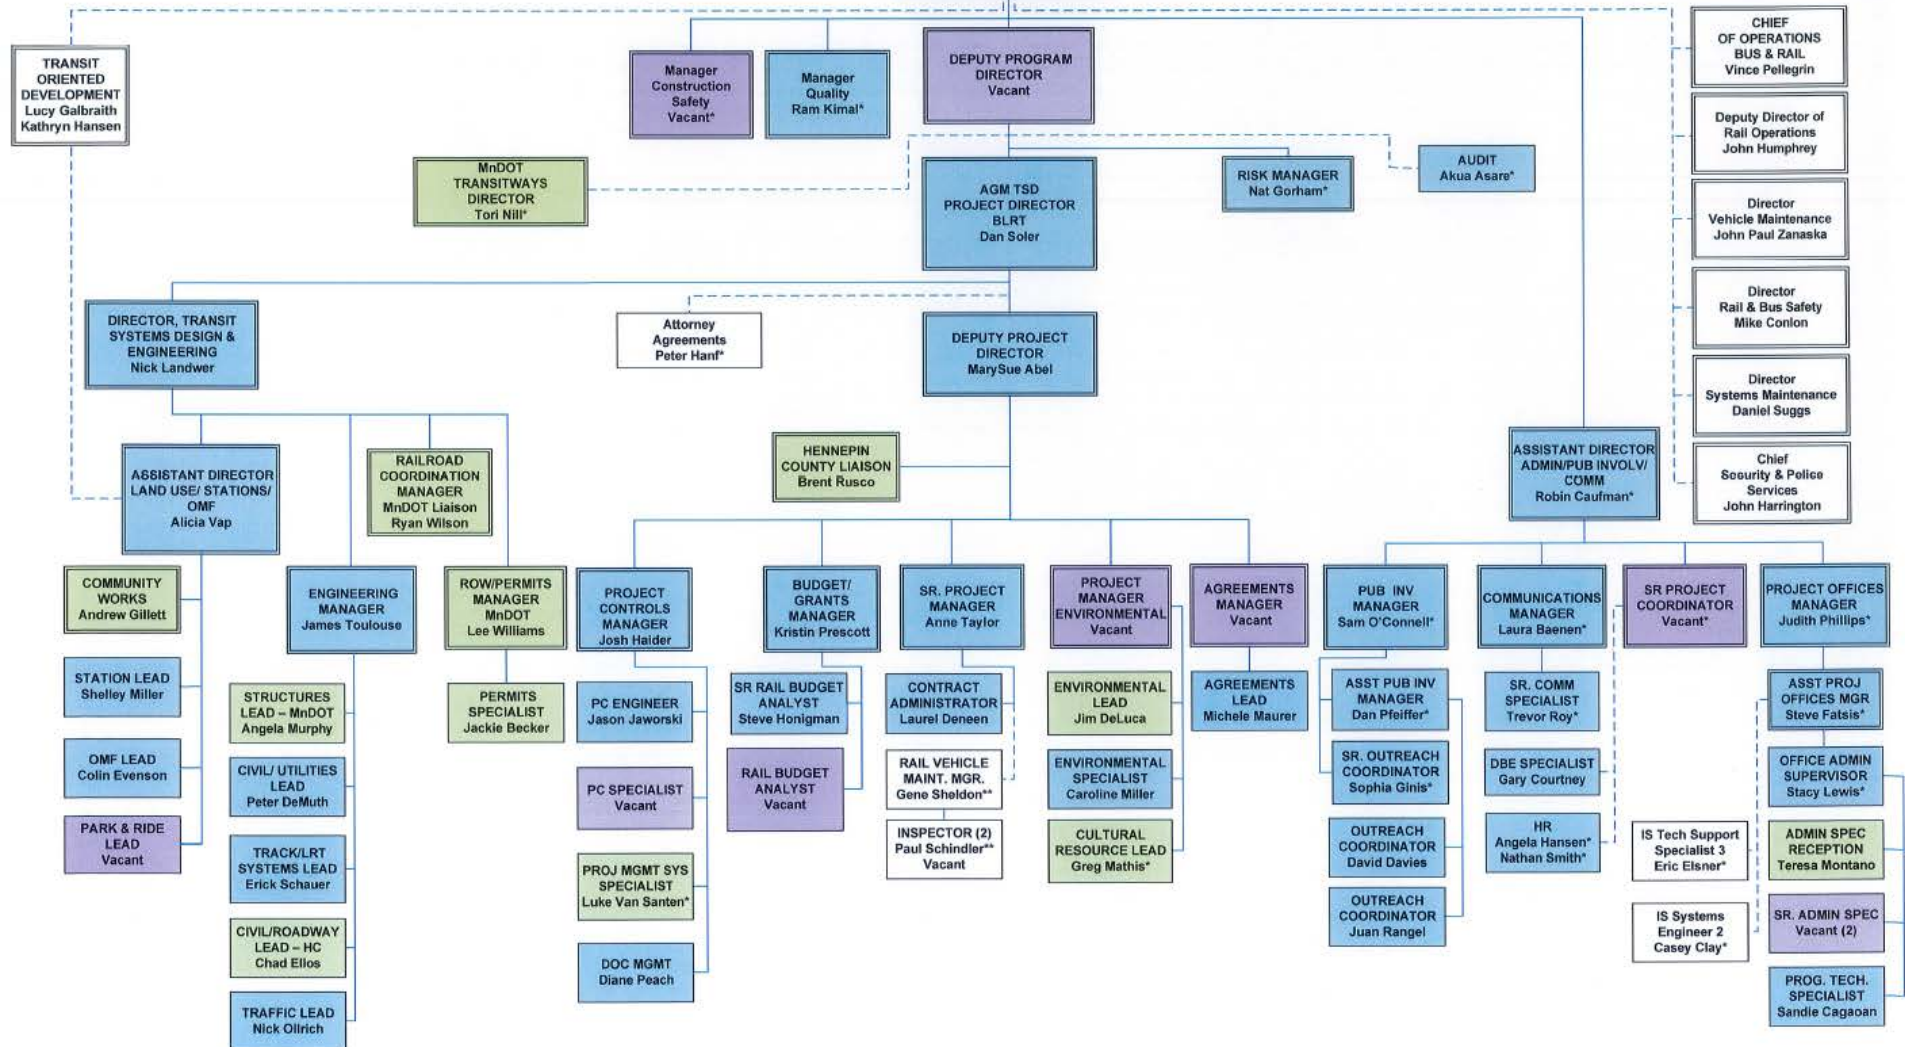 TRANSIT
ORIENTED
DEVELOPMENT
Lucy Galbraith
Kathryn Hansen
Manager
Construction
Safety
Vacant*
Manager
Quality
Ram Kimal*
DEPUTY PROGRAM
DIRECTOR
Vacant
CHIEF
OF OPERATIONS
BUS & RAIL
Vince Pellegrin
Deputy Director of
Rail Operations
John Humphrey
MnDOT
TRANSITWAYS
DIRECTOR
Tori Nill*
AGM TSD
PROJECT DIRECTOR
BLRT
Dan Soler
RISK MANAGER
Nat Gorham*
AUDIT
Akua Asare*
Director
Vehicle Maintenance
John Paul Zanaska
Director
Rail & Bus Safety
Mike Conlon
DIRECTOR, TRANSIT
SYSTEMS DESIGN &
ENGINEERING
Nick Landwer
Attorney
Agreements
Peter Hanf*
DEPUTY PROJECT
DIRECTOR
MarySue Abel
Director
Systems Maintenance
Daniel Suggs
ASSISTANT DIRECTOR
LAND USE/ STATIONS/
OMF
Alicia Vap
RAILROAD
COORDINATION
MANAGER
MnDOT Liaison
Ryan Wilson
HENNEPIN
COUNTY LIAISON
Brent Rusco
ASSISTANT DIRECTOR
ADMIN/PUB INVOLV/
COMM
Robin Caufman*
Chief
Security & Police
Services
John Harrington
COMMUNITY
WORKS
Andrew Gillett
ENGINEERING
MANAGER
James Toulouse
ROW/PERMITS
MANAGER
MnDOT
Lee Williams
PROJECT
CONTROLS
MANAGER
Josh Haider
BUDGET/
GRANTS
MANAGER
Kristin Prescott
SR. PROJECT
MANAGER
Anne Taylor
PROJECT
MANAGER
ENVIRONMENTAL
Vacant
AGREEMENTS
MANAGER
Vacant
PUB INV
MANAGER
Sam O'Connell*
COMMUNICATIONS
MANAGER
Laura Baenen*
SR PROJECT
COORDINATOR
Vacant*
PROJECT OFFICES
MANAGER
Judith Phillips*
STATION LEAD
Shelley Miller
STRUCTURES
LEAD – MnDOT
Angela Murphy
PERMITS
SPECIALIST
Jackie Becker
PC ENGINEER
Jason Jaworski
SR RAIL BUDGET
ANALYST
Steve Honigman
CONTRACT
ADMINISTRATOR
Laurel Deneen
ENVIRONMENTAL
LEAD
Jim DeLuca
AGREEMENTS
LEAD
Michele Maurer
ASST PUB INV
MANAGER
Dan Pfeiffer*
SR. COMM
SPECIALIST
Trevor Roy*
ASST PROJ
OFFICES MGR
Steve Fatsis*
OMF LEAD
Colin Evenson
CIVIL/ UTILITIES
LEAD
Peter DeMuth
PC SPECIALIST
Vacant
RAIL BUDGET
ANALYST
Vacant
RAIL VEHICLE
MAINT. MGR.
Gene Sheldon**
ENVIRONMENTAL
SPECIALIST
Caroline Miller
SR. OUTREACH
COORDINATOR
Sophia Ginis*
DBE SPECIALIST
Gary Courtney
OFFICE ADMIN
SUPERVISOR
Stacy Lewis*
PARK & RIDE
LEAD
Vacant
TRACK/LRT
SYSTEMS LEAD
Erick Schauer
PROJ MGMT SYS
SPECIALIST
Luke Van Santen*
INSPECTOR (2)
Paul Schindler**
Vacant
CULTURAL
RESOURCE LEAD
Greg Mathis*
OUTREACH
COORDINATOR
David Davies
HR
Angela Hansen*
Nathan Smith*
IS Tech Support
Specialist 3
Eric Elsner*
ADMIN SPEC
RECEPTION
Teresa Montano
CIVIL/ROADWAY
LEAD – HC
Chad Ellos
DOC MGMT
Diane Peach
OUTREACH
COORDINATOR
Juan Rangel
IS Systems
Engineer 2
Casey Clay*
SR. ADMIN SPEC
Vacant (2)
TRAFFIC LEAD
Nick Ollrich
PROG. TECH.
SPECIALIST
Sandie Cagaoan